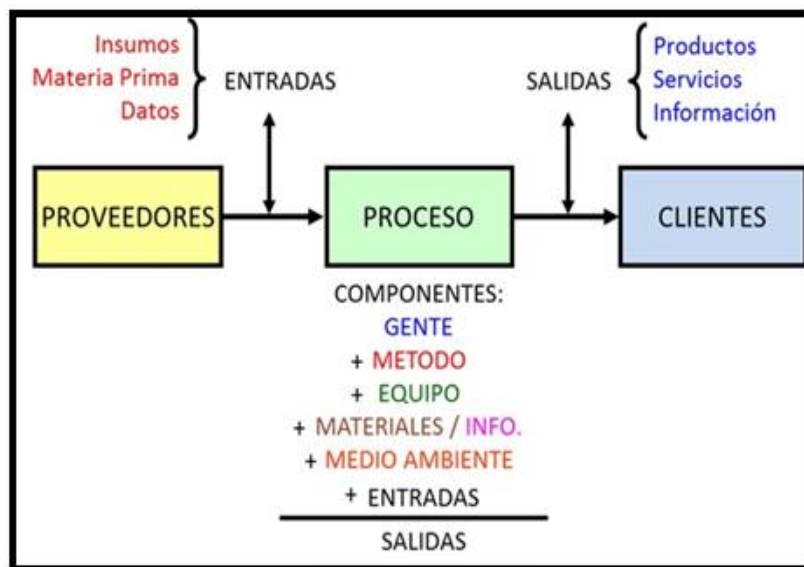 Insumos
Materia Prima
Datos
ENTRADAS
SALIDAS
Productos
Servicios
Información
PROVEEDORES
PROCESO
CLIENTES
COMPONENTES:
GENTE
+ METODO
+ EQUIPO
+ MATERIALES / INFO.
+ MEDIO AMBIENTE
+ ENTRADAS
SALIDAS